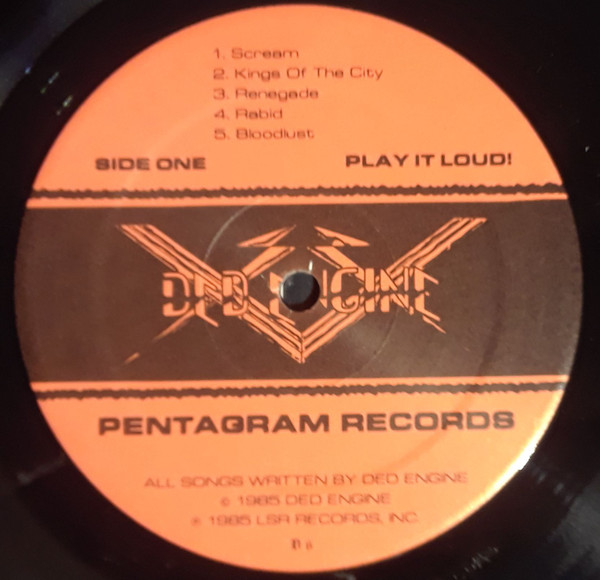 1. Scream
2. Kings Of The City
3. Renegade
4. Rabid
5. Bloodlust
SIDE ONE PLAY IT LOUD!
DED ENGINE
PENTAGRAM RECORDS
ALL SONGS WRITTEN BY DED ENGINE
© 1985 DED ENGINE
℗ 1985 LSR RECORDS, INC.